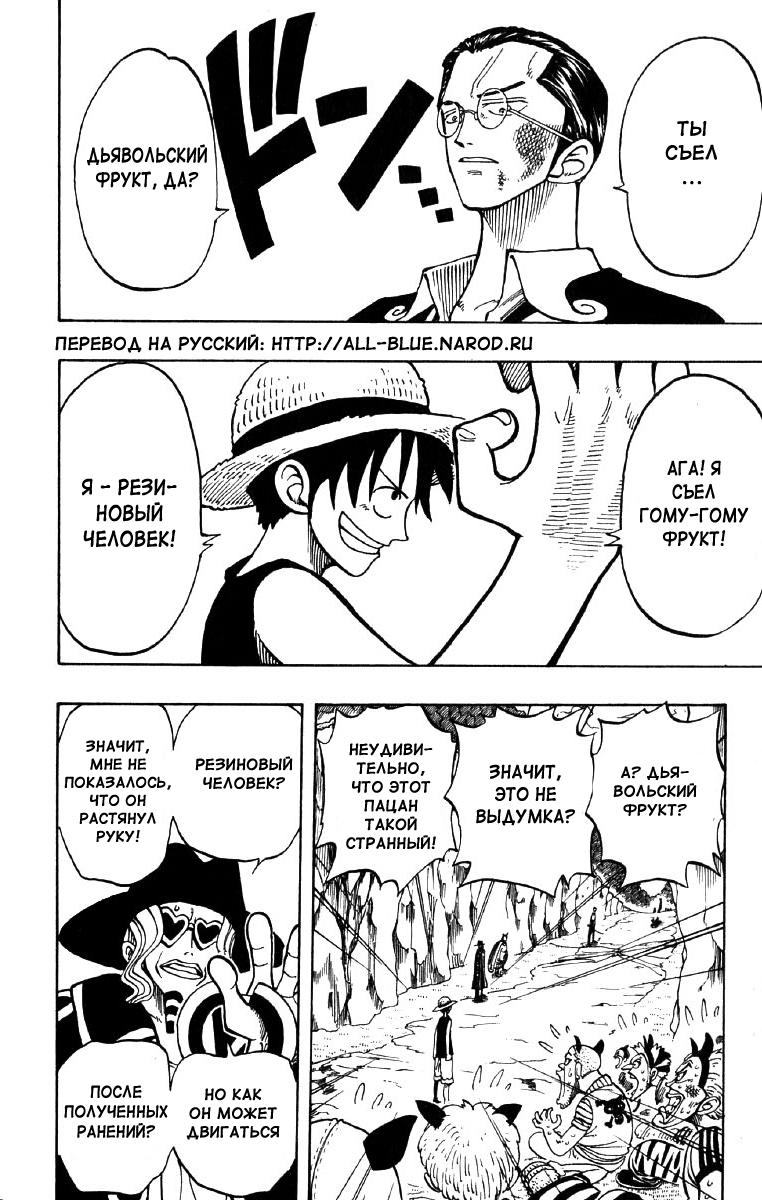 ТЫ
СЪЕЛ
...
ДЬЯВОЛЬСКИЙ
ФРУКТ, ДА?
ドン
ПЕРЕВОД НА РУССКИЙ: HTTP://ALL-BLUE.NAROD.RU
АГА! Я
СЪЕЛ
ГОМУ-ГОМУ
ФРУКТ!
Я - РЕЗИ-
НОВЫЙ
ЧЕЛОВЕК!
А? ДЬЯ-
ВОЛЬСКИЙ
ФРУКТ?
ЗНАЧИТ,
ЭТО НЕ
ВЫДУМКА?
НЕУДИВИ-
ТЕЛЬНО,
ЧТО ЭТОТ
ПАЦАН
ТАКОЙ
СТРАННЫЙ!
РЕЗИНОВЫЙ
ЧЕЛОВЕК?
ЗНАЧИТ,
МНЕ НЕ
ПОКАЗАЛОСЬ,
ЧТО ОН
РАСТЯНУЛ
РУКУ!
НО КАК
ОН МОЖЕТ
ДВИГАТЬСЯ
ПОСЛЕ
ПОЛУЧЕННЫХ
РАНЕНИЙ?